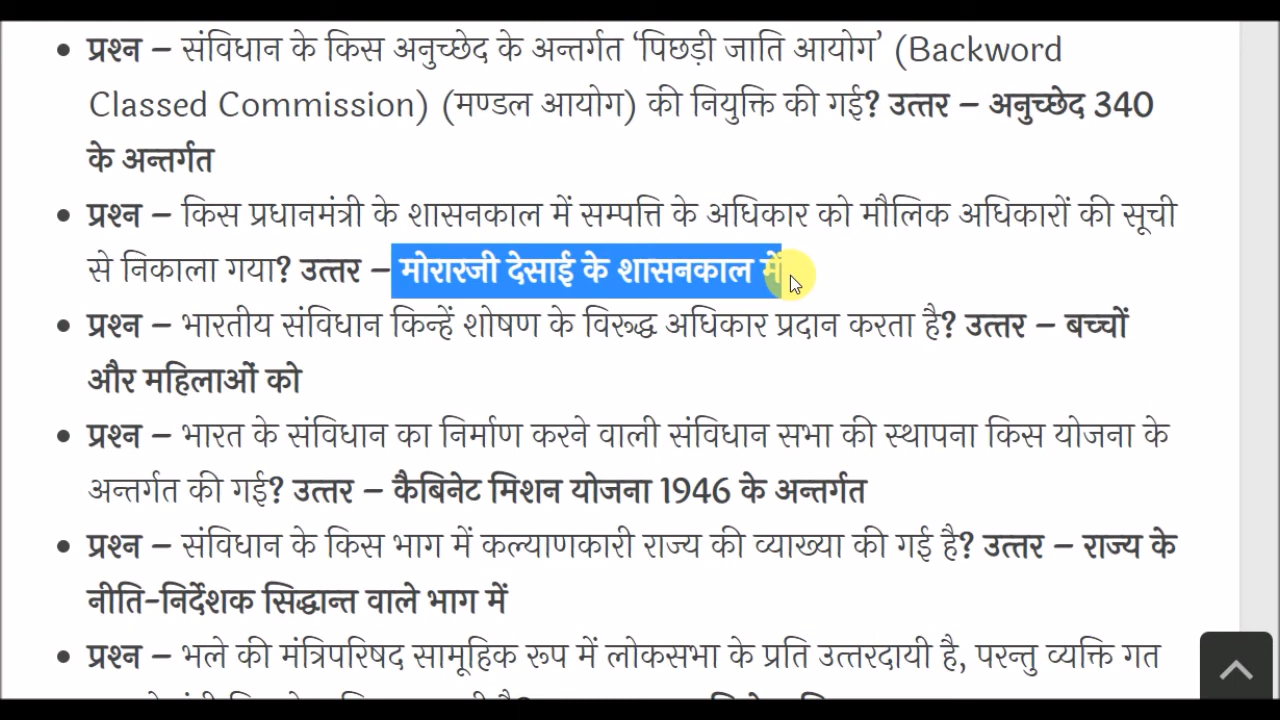 • प्रश्न – संविधान के किस अनुच्छेद के अन्तर्गत ‘पिछड़ी जाति आयोग’ (Backword
Classed Commission) (मण्डल आयोग) की नियुक्ति की गई? उत्तर – अनुच्छेद 340
के अन्तर्गत
• प्रश्न – किस प्रधानमंत्री के शासनकाल में सम्पत्ति के अधिकार को मौलिक अधिकारों की सूची
से निकाला गया? उत्तर – मोरारजी देसाई के शासनकाल में
• प्रश्न – भारतीय संविधान किन्हें शोषण के विरूद्ध अधिकार प्रदान करता है? उत्तर – बच्चों
और महिलाओं को
• प्रश्न – भारत के संविधान का निर्माण करने वाली संविधान सभा की स्थापना किस योजना के
अन्तर्गत की गई? उत्तर – कैबिनेट मिशन योजना 1946 के अन्तर्गत
• प्रश्न – संविधान के किस भाग में कल्याणकारी राज्य की व्याख्या की गई है? उत्तर – राज्य के
नीति-निर्देशक सिद्धान्त वाले भाग में
• प्रश्न – भले की मंत्रिपरिषद सामूहिक रूप में लोकसभा के प्रति उत्तरदायी है, परन्तु व्यक्ति गत